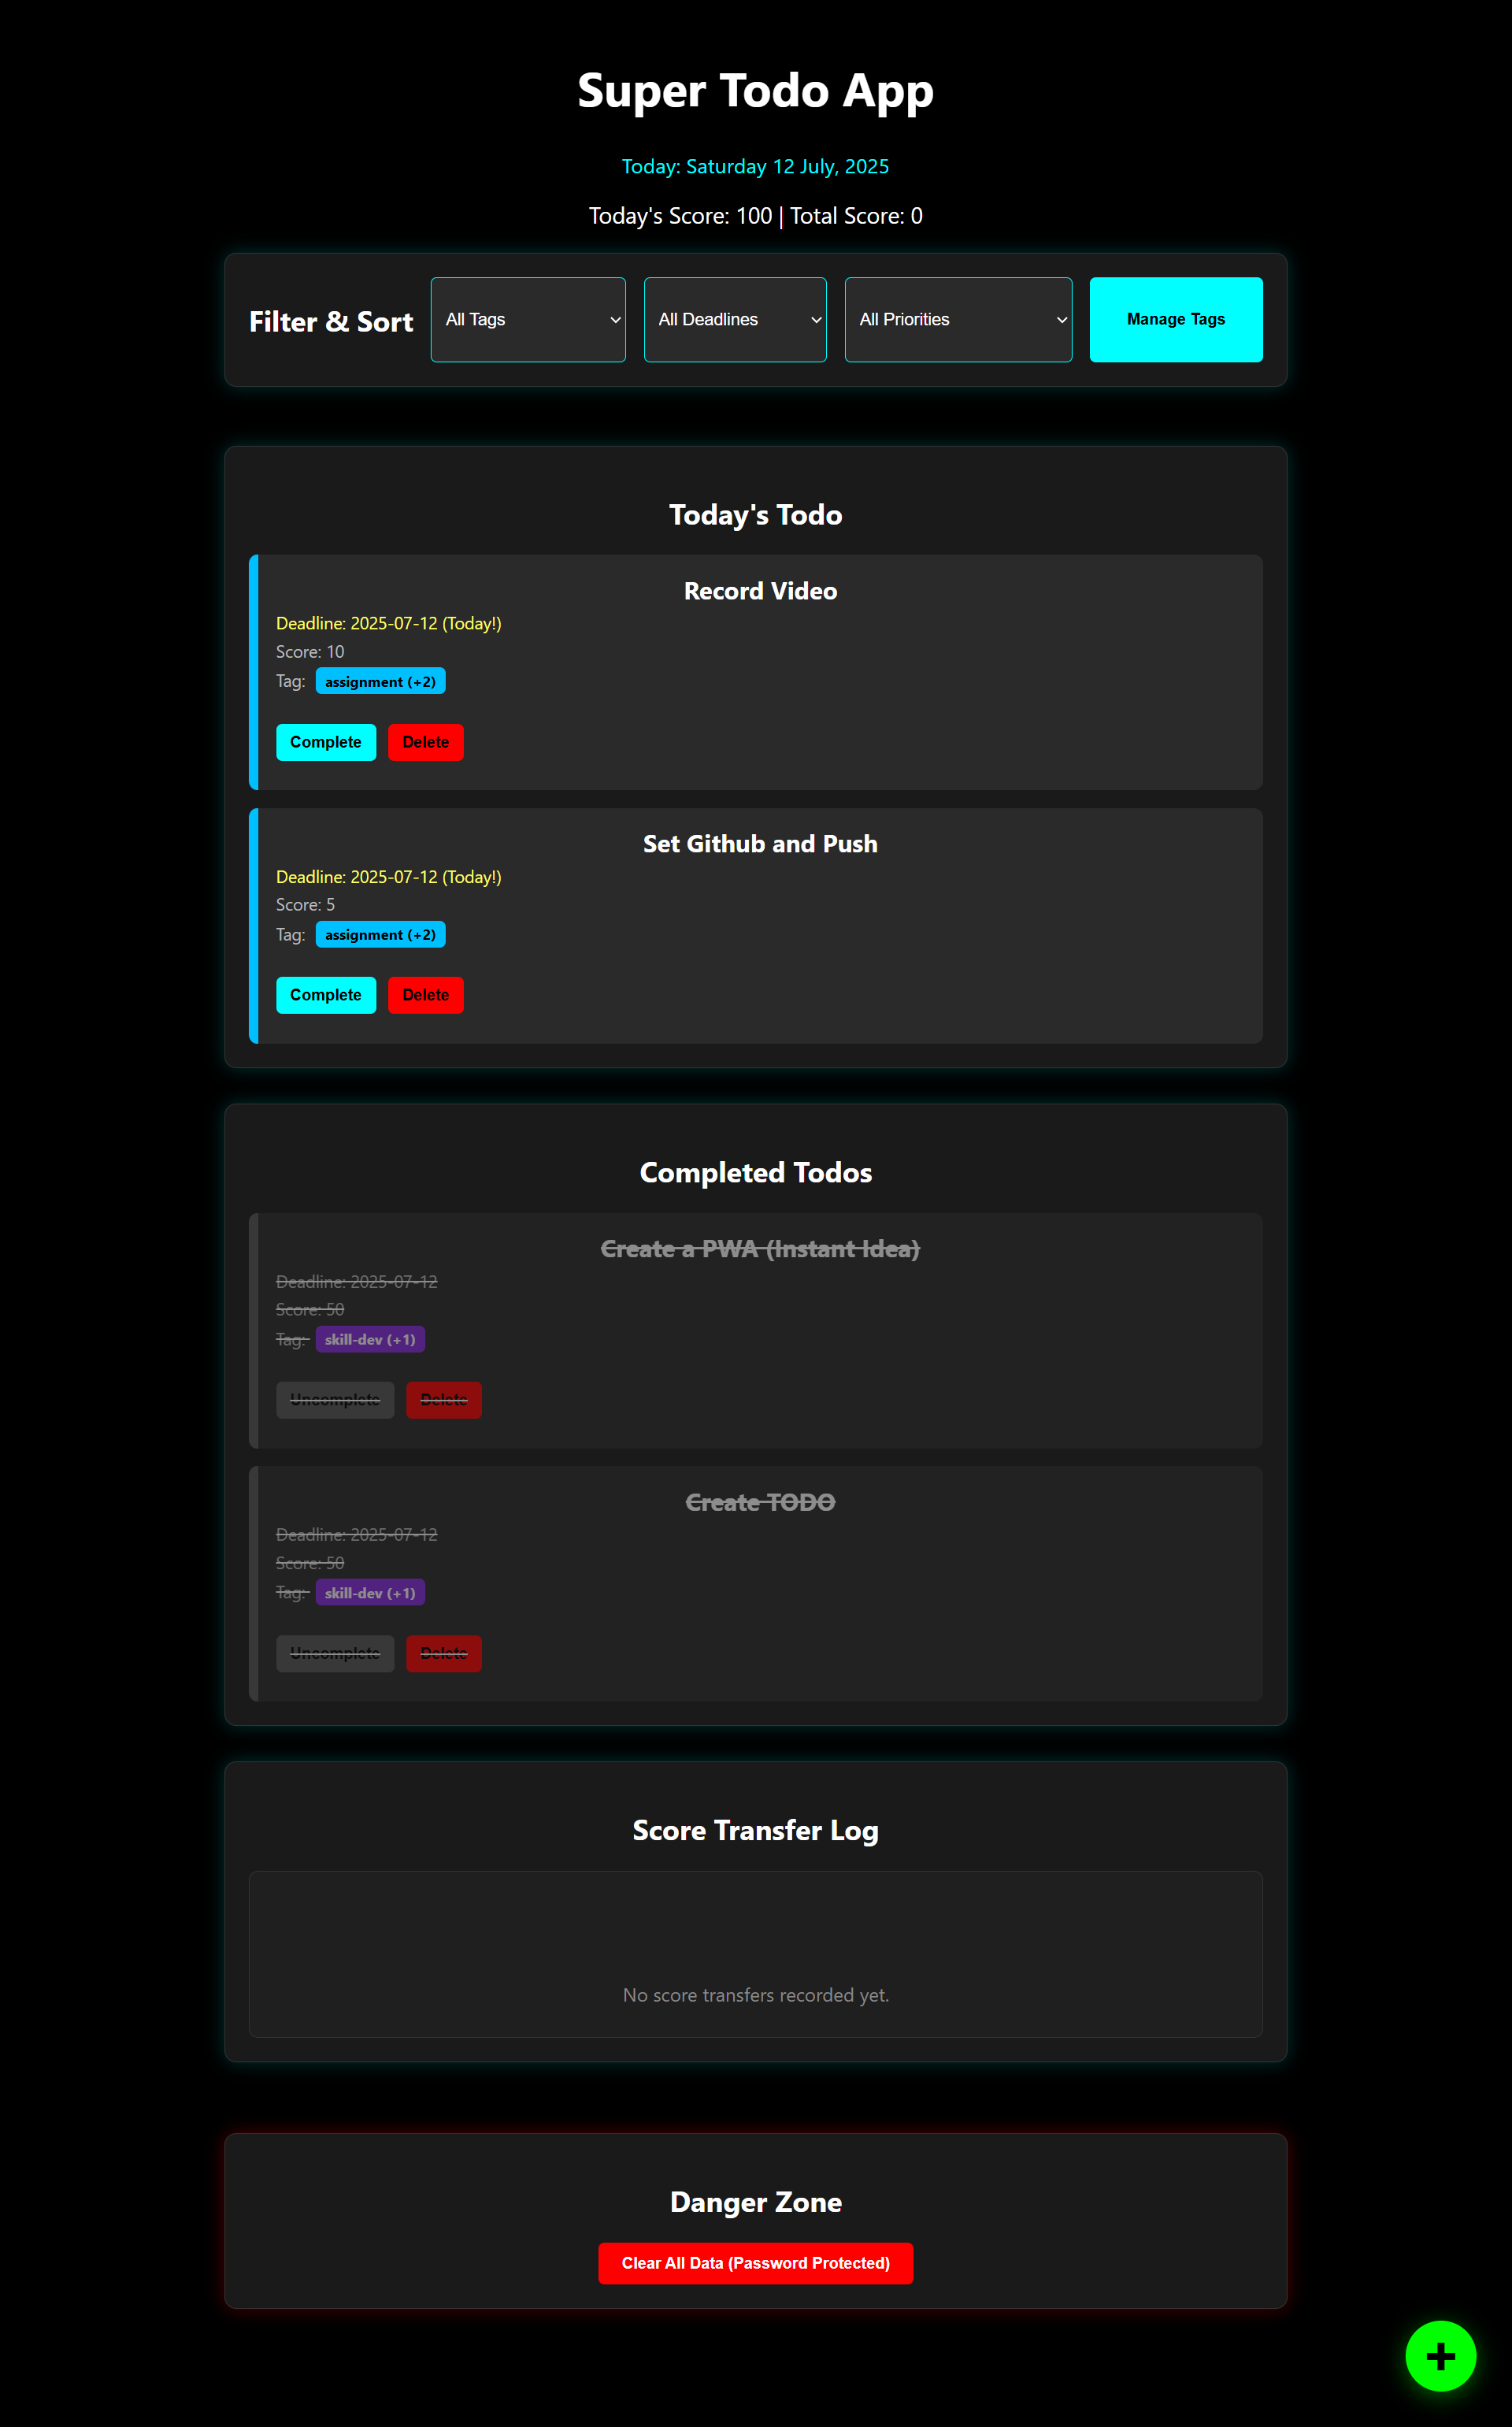 Super Todo App
Today: Saturday 12 July, 2025
Today's Score: 100 | Total Score: 0
Filter & Sort
All Tags
All Deadlines
All Priorities
Manage Tags
Today's Todo
Record Video
Deadline: 2025-07-12 (Today!)
Score: 10
Tag: assignment (+2)
Complete Delete
Set Github and Push
Deadline: 2025-07-12 (Today!)
Score: 5
Tag: assignment (+2)
Complete Delete
Completed Todos
Create a PWA (Instant Idea)
Deadline: 2025-07-12
Score: 50
Tag: skill-dev (+1)
Uncomplete Delete
Create TODO
Deadline: 2025-07-12
Score: 50
Tag: skill-dev (+1)
Uncomplete Delete
Score Transfer Log
No score transfers recorded yet.
Danger Zone
Clear All Data (Password Protected)
+